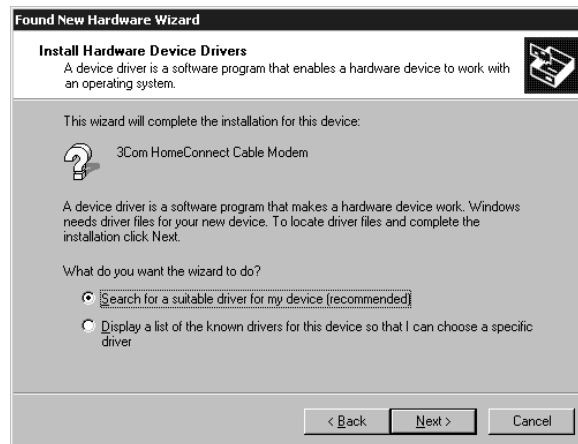 Found New Hardware Wizard
Install Hardware Device Drivers
A device driver is a software program that enables a hardware device to work with
an operating system.
This wizard will complete the installation for this device:
3Com HomeConnect Cable Modem
A device driver is a software program that makes a hardware device work. Windows
needs driver files for your new device. To locate driver files and complete the
installation click Next.
What do you want the wizard to do?
Search for a suitable driver for my device (recommended)
Display a list of the known drivers for this device so that I can choose a specific
driver
< Back Next > Cancel